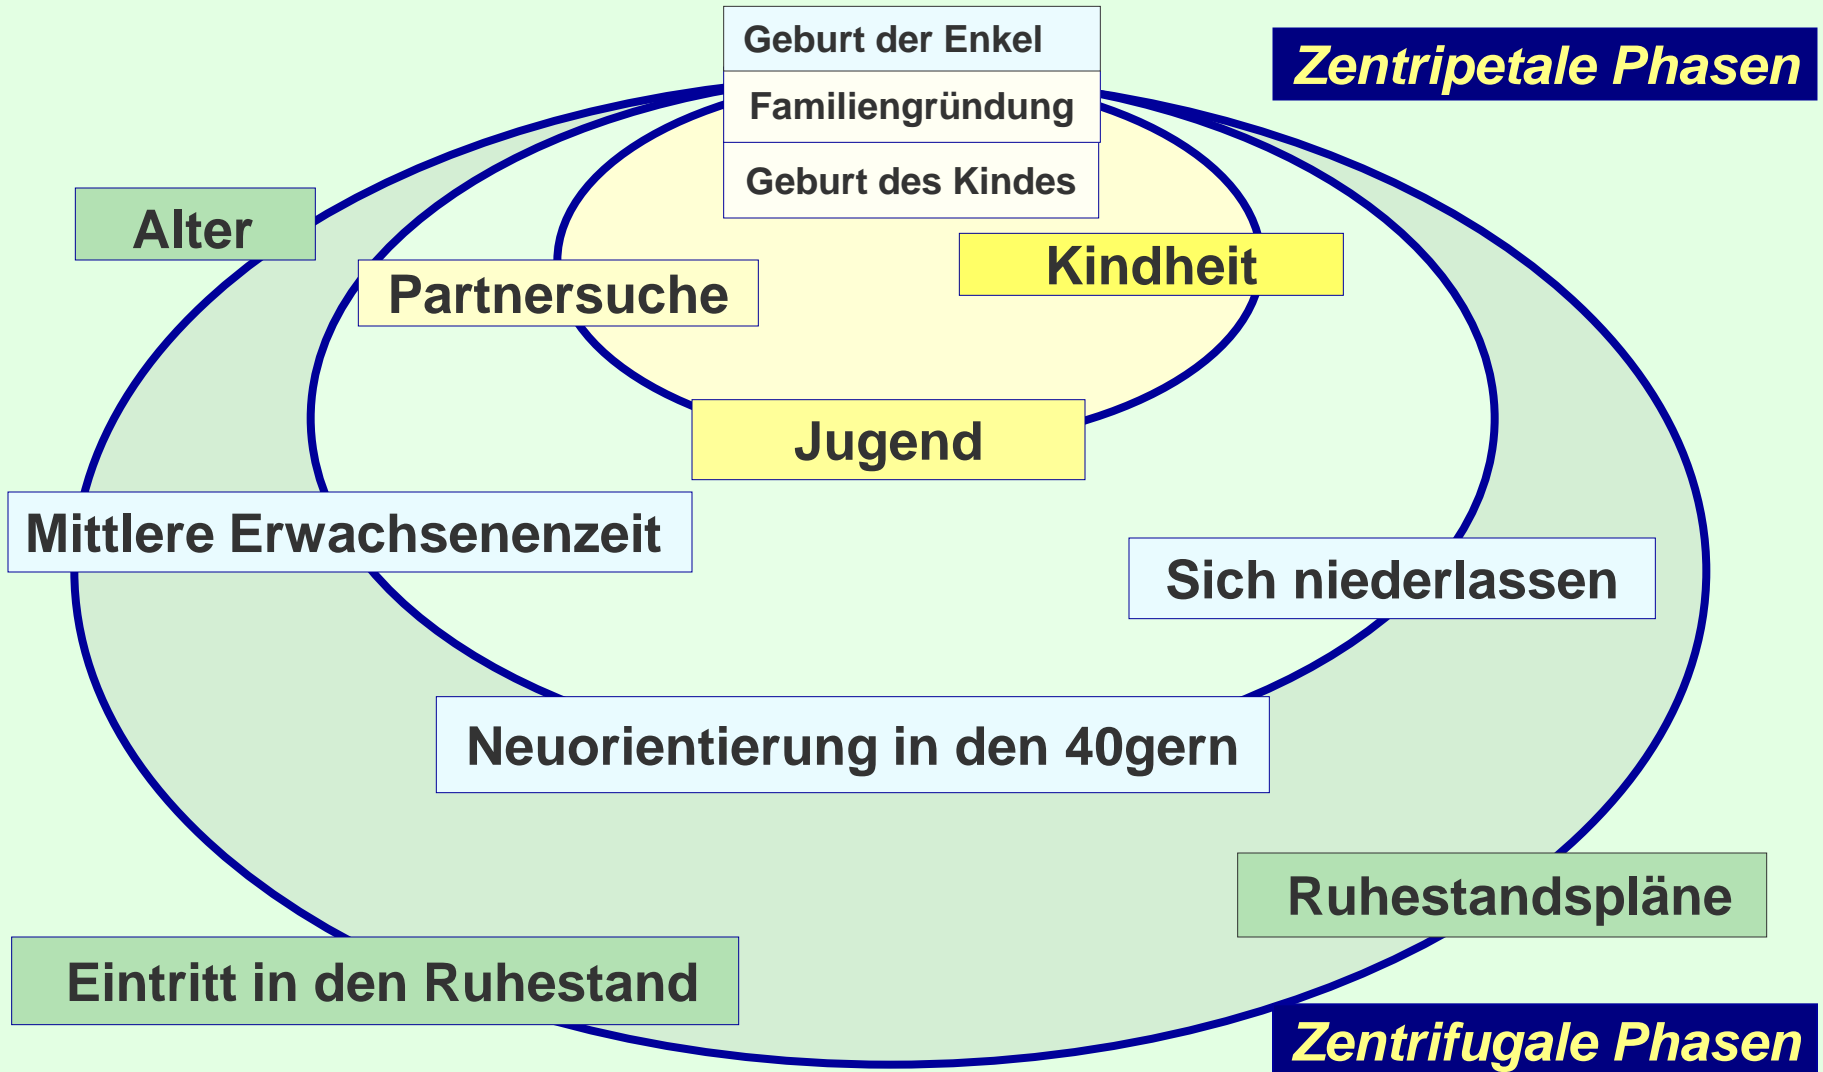 Geburt der Enkel
Zentripetale Phasen
Familiengründung
Geburt des Kindes
Alter
Kindheit
Partnersuche
Jugend
Mittlere Erwachsenenzeit
Sich niederlassen
Neuorientierung in den 40gern
Ruhestandspläne
Eintritt in den Ruhestand
Zentrifugale Phasen